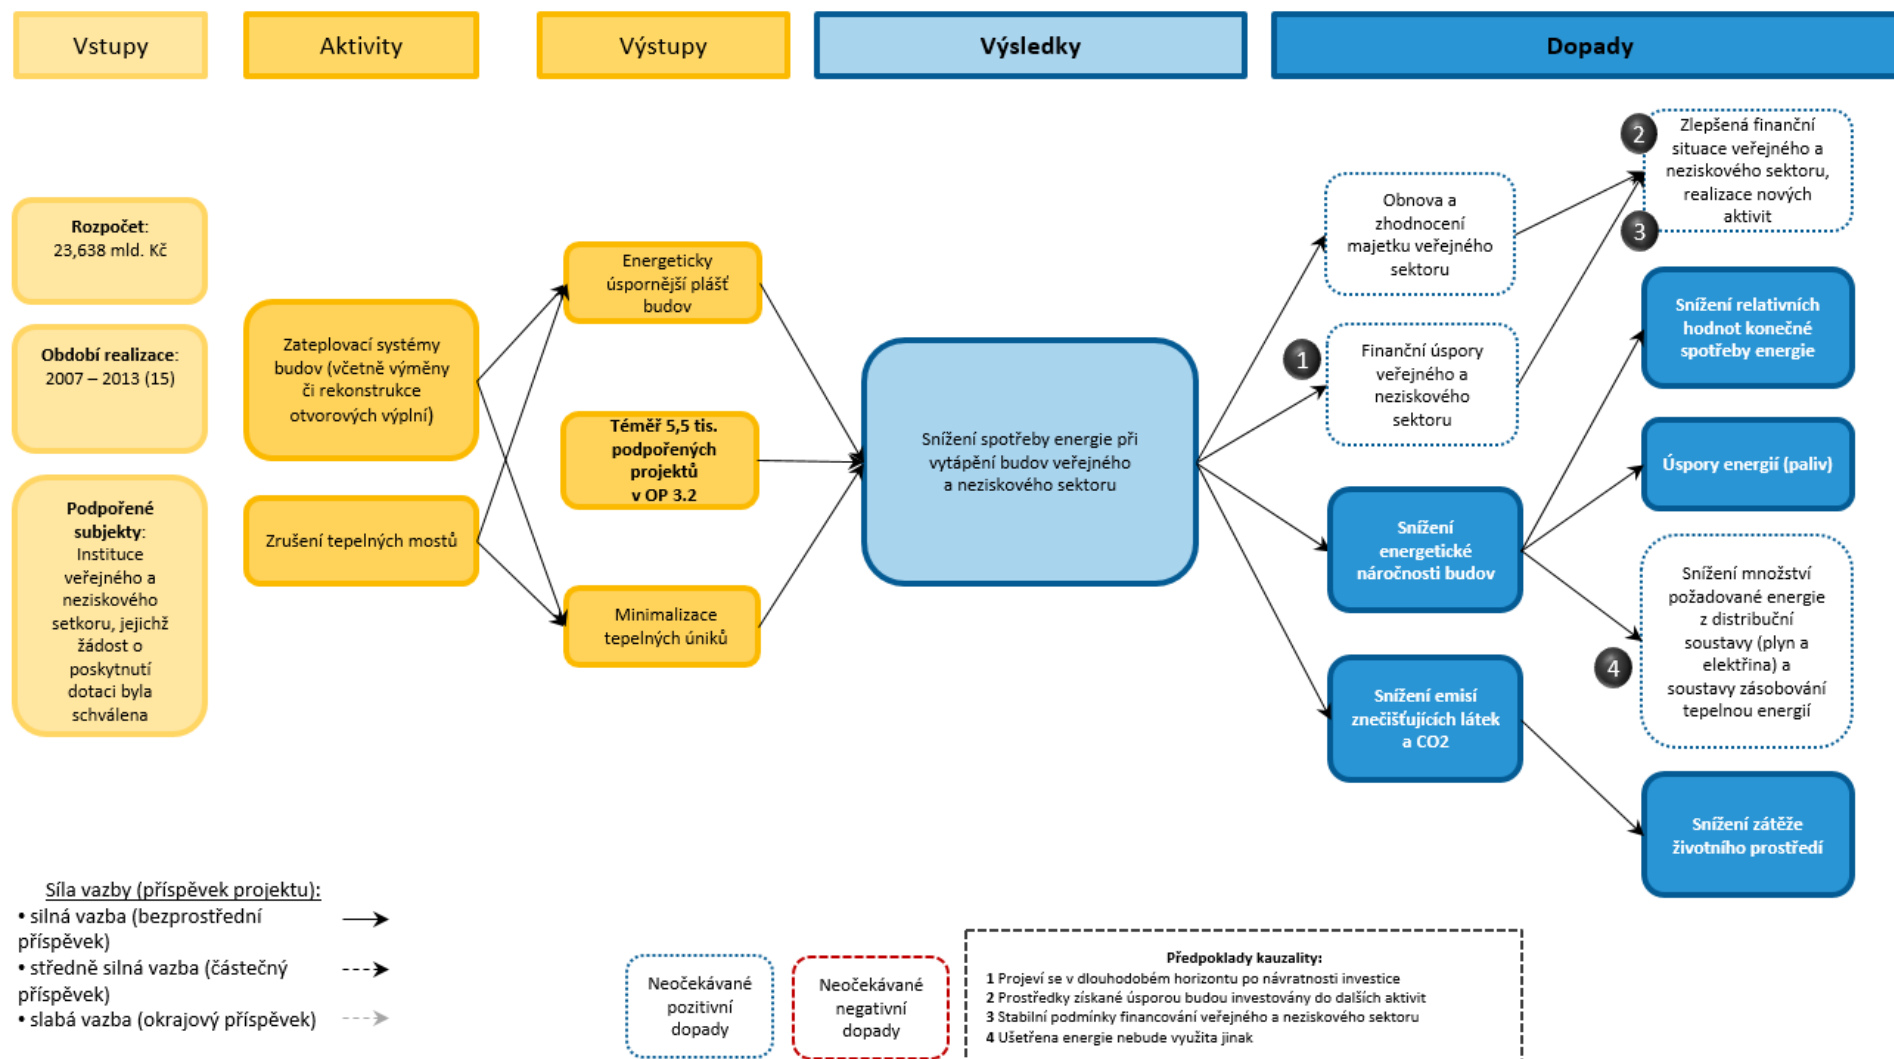 Vstupy
Aktivity
Výstupy
Výsledky
Dopady
Rozpočet:
23,638 mld. Kč
Období realizace:
2007 – 2013 (15)
Podpořené
subjekty:
Instituce
veřejného a
neziskového
setkoru, jejichž
žádost o
poskytnutí
dotaci byla
schválena
Zateplovací systémy
budov (včetně výměny
či rekonstrukce
otvorových výplní)
Zrušení tepelných mostů
Energeticky
úspornější plášť
budov
Téměř 5,5 tis.
podpořených
projektů
v OP 3.2
Minimalizace
tepelných úniků
Snížení spotřeby energie při
vytápění budov veřejného
a neziskového sektoru
Obnova a
zhodnocení
majetku veřejného
sektoru
1
Finanční úspory
veřejného a
neziskového
sektoru
Snížení
energetické
náročnosti budov
Snížení emisí
znečišťujících látek
a CO2
2
3
Zlepšená finanční
situace veřejného a
neziskového sektoru,
realizace nových
aktivit
Snížení relativních
hodnot konečné
spotřeby energie
Úspory energií (paliv)
4
Snížení množství
požadované energie
z distribuční
soustavy (plyn a
elektřina) a
soustavy zásobování
tepelnou energií
Snížení zátěže
životního prostředí
Síla vazby (příspěvek projektu):
• silná vazba (bezprostřední
příspěvek)
• středně silná vazba (částečný
příspěvek)
• slabá vazba (okrajový příspěvek)
Neočekávané
pozitivní
dopady
Neočekávané
negativní
dopady
Předpoklady kauzality:
1 Projeví se v dlouhodobém horizontu po návratnosti investice
2 Prostředky získané úsporou budou investovány do dalších aktivit
3 Stabilní podmínky financování veřejného a neziskového sektoru
4 Ušetřena energie nebude využita jinak